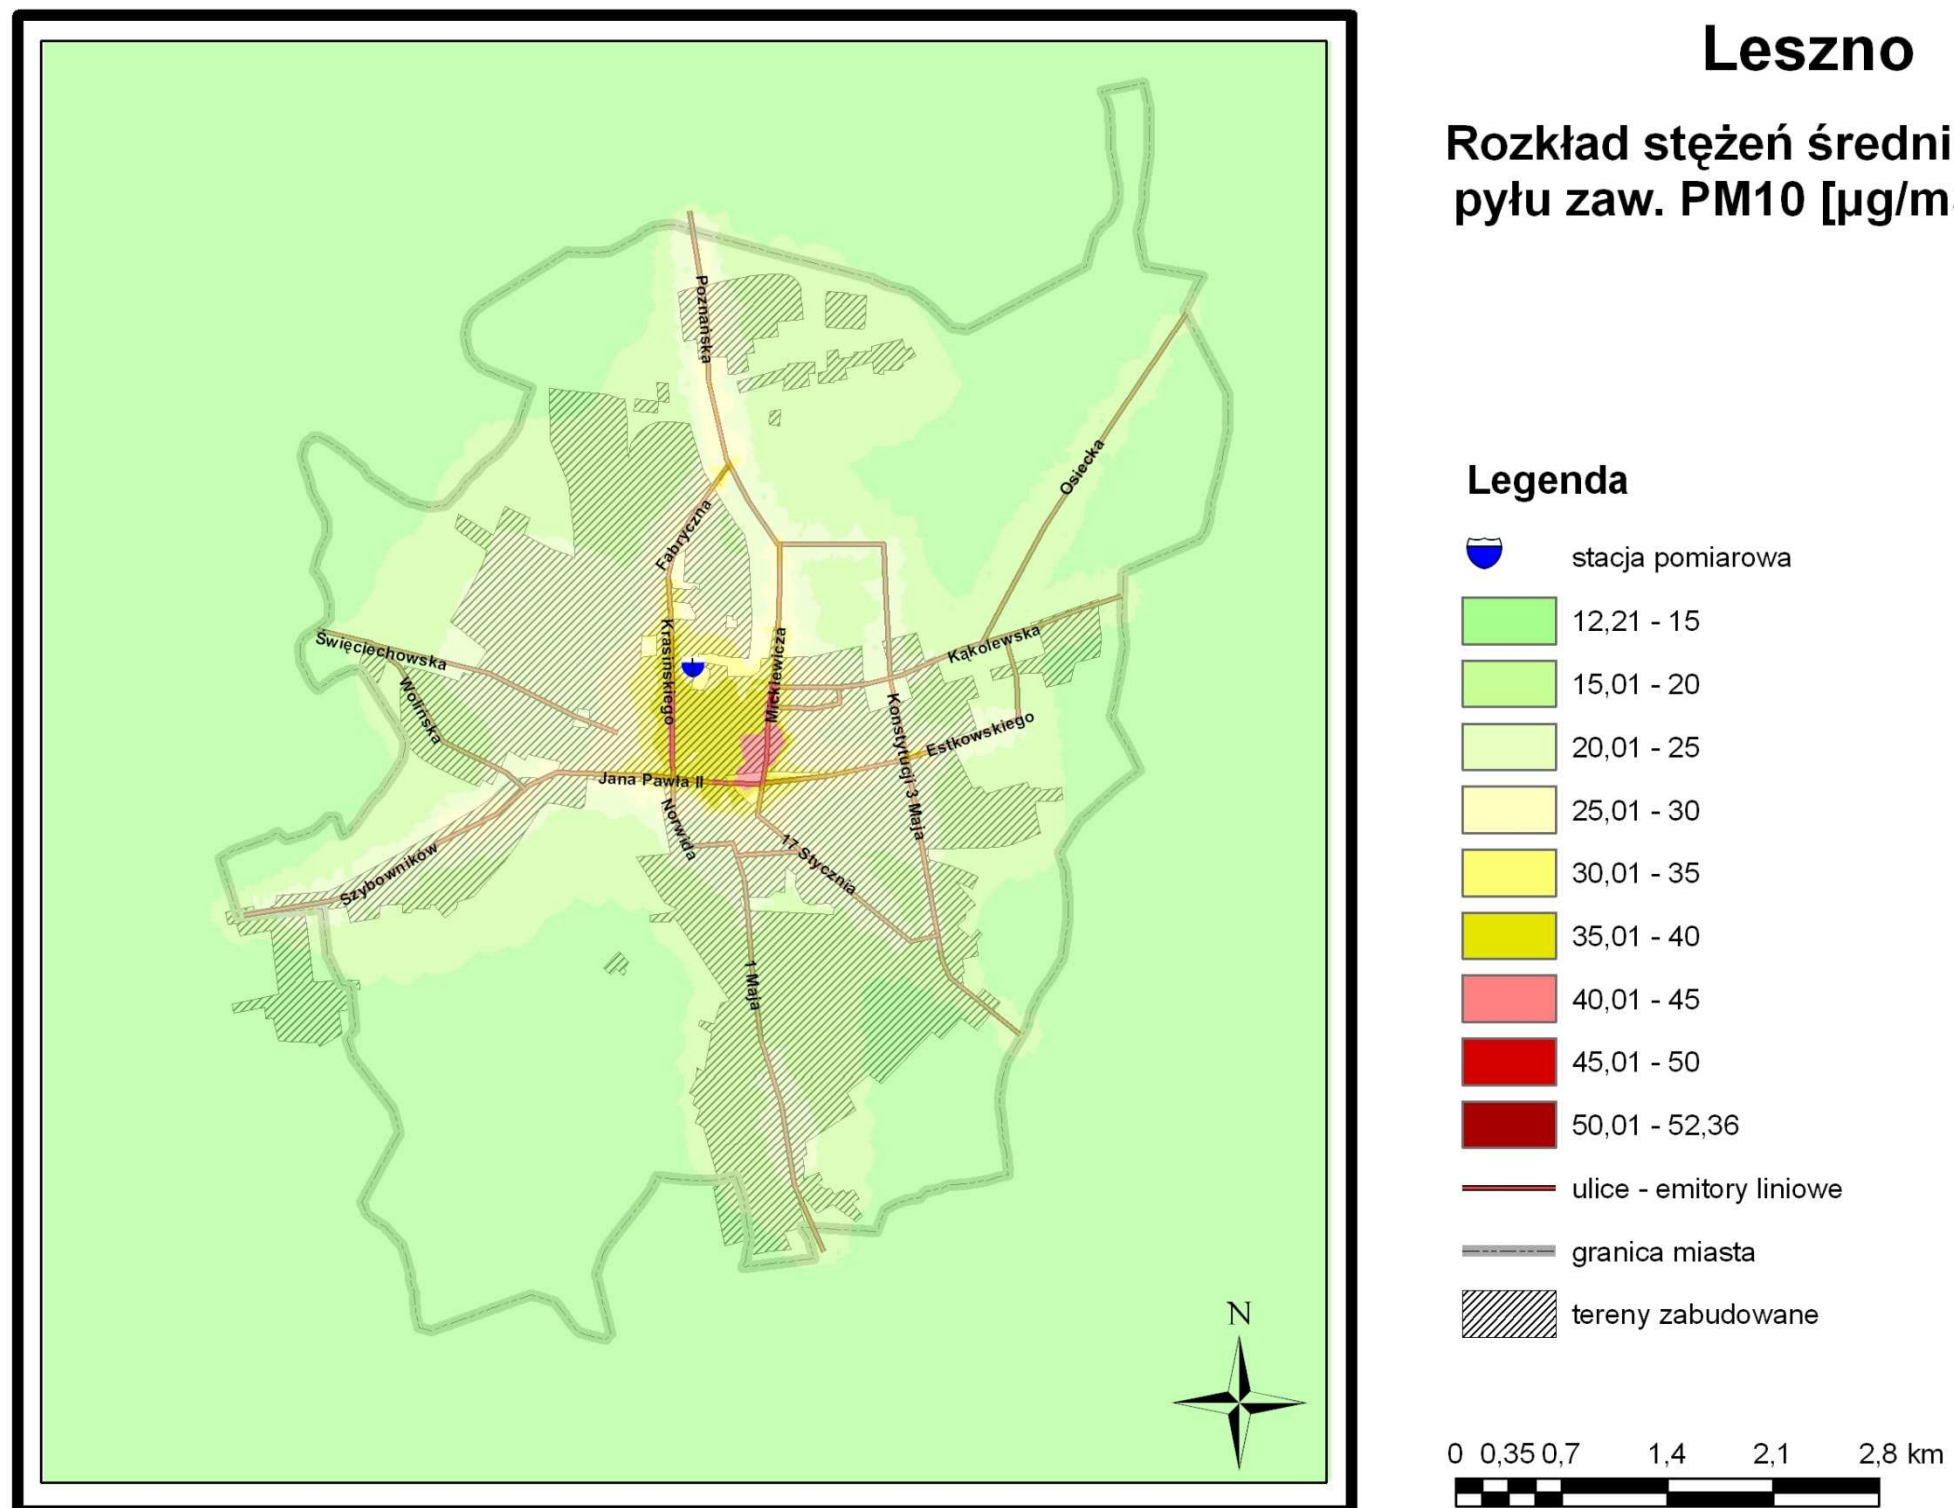 Leszno
Rozkład stężeń średni
pyłu zaw. PM10 [µg/m
Poznańska
Osiecka
Fabryczna
Krasińskiego
Mickiewicza
Święciechowska
Wolińska
Kąkolewska
Konstytucji 3 Maja
Estkowskiego
Jana Pawła II
Norwida
17 Stycznia
Szybowników
1 Maja
N
Legenda
stacja pomiarowa
12,21 - 15
15,01 - 20
20,01 - 25
25,01 - 30
30,01 - 35
35,01 - 40
40,01 - 45
45,01 - 50
50,01 - 52,36
ulice - emitory liniowe
granica miasta
tereny zabudowane
0 0,35 0,7 1,4 2,1 2,8 km